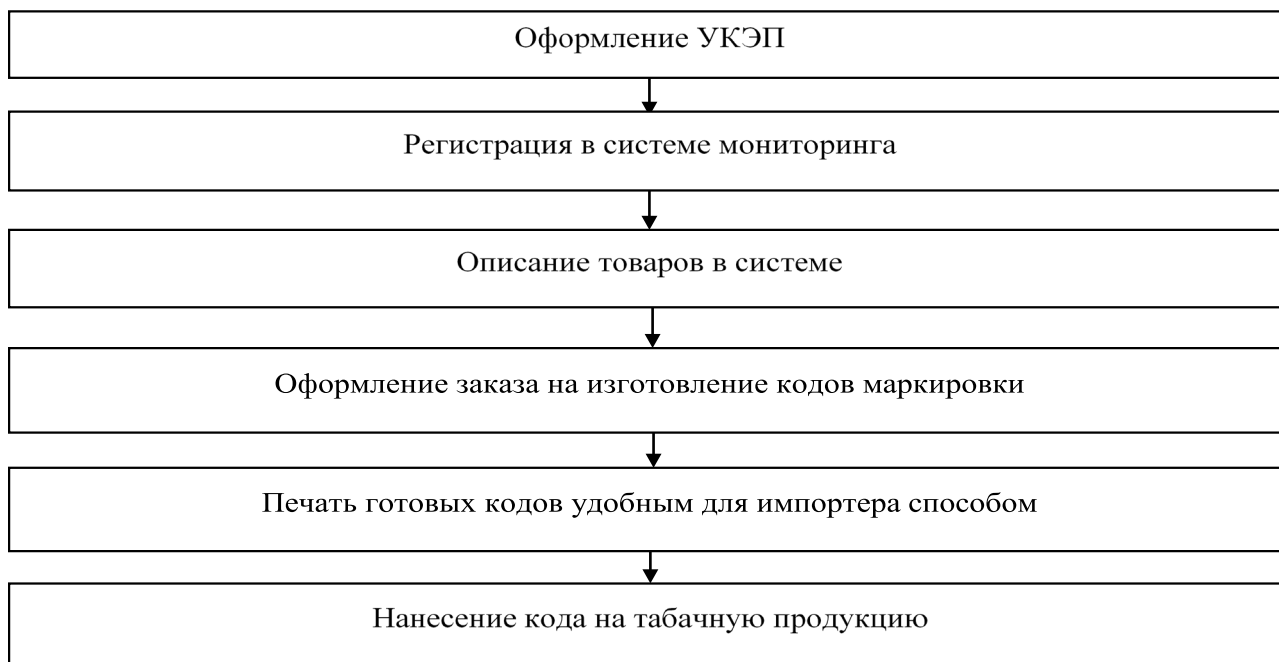 Оформление УКЭП
Регистрация в системе мониторинга
Описание товаров в системе
Оформление заказа на изготовление кодов маркировки
Печать готовых кодов удобным для импортера способом
Нанесение кода на табачную продукцию